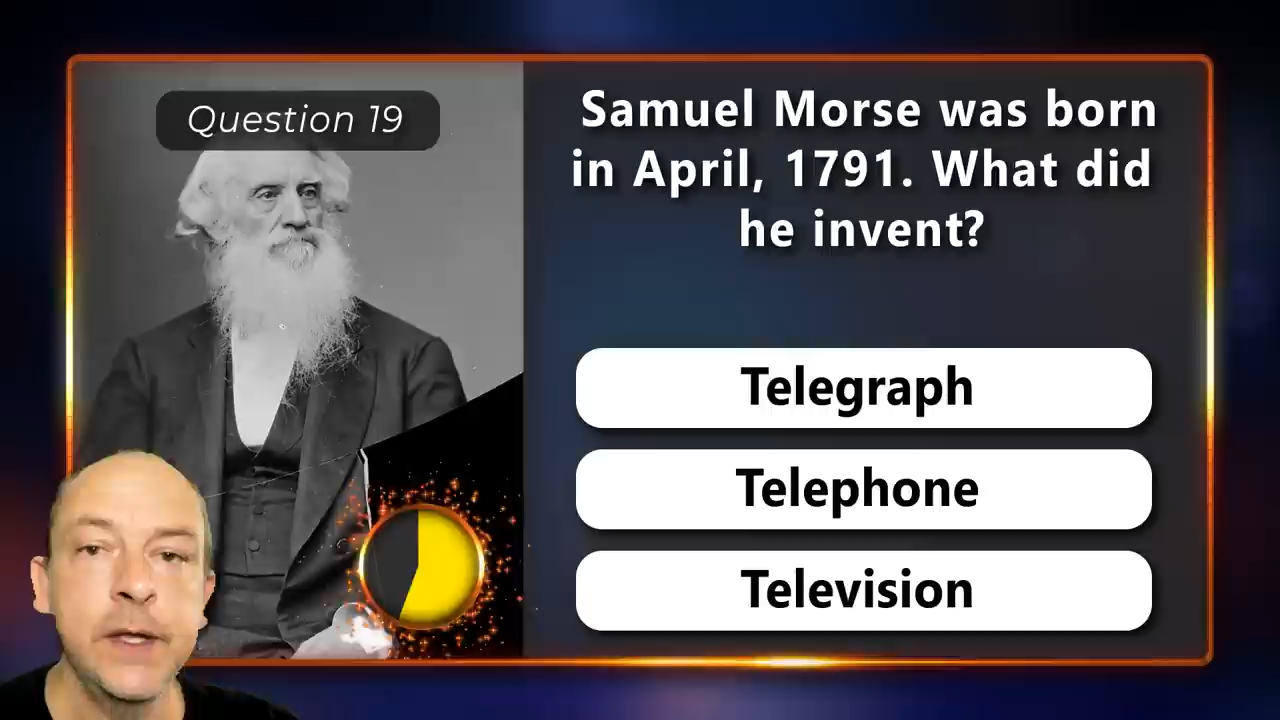 Question 19
Samuel Morse was born
in April, 1791. What did
he invent?
Telegraph
Telephone
Television